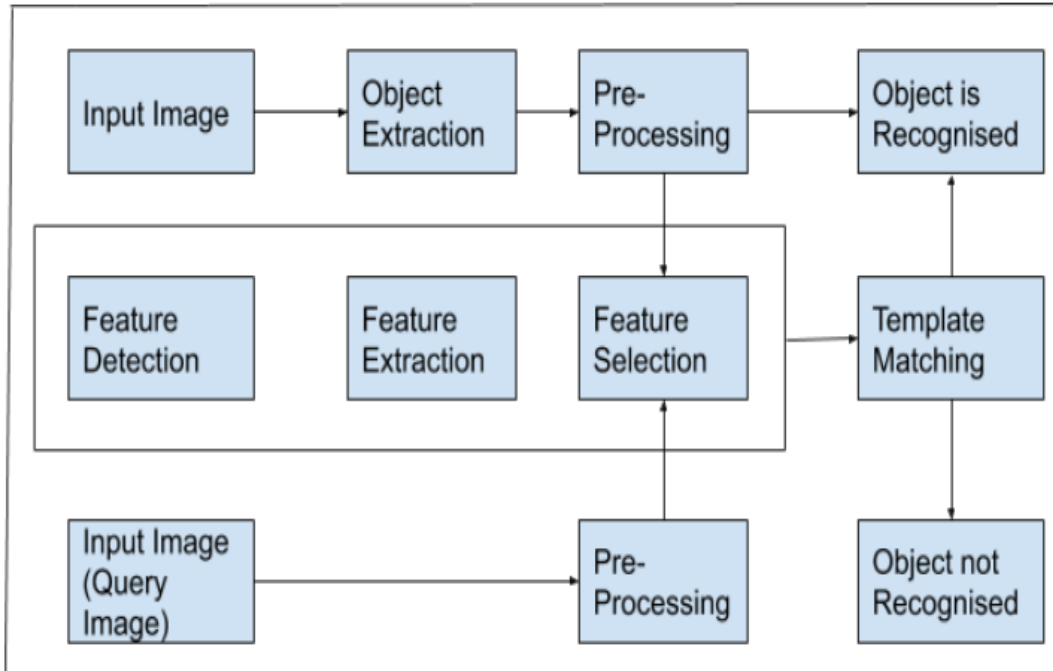 Input Image
Object
Extraction
Pre-
Processing
Object is
Recognised
Feature
Detection
Feature
Extraction
Feature
Selection
Template
Matching
Input Image
(Query
Image)
Pre-
Processing
Object not
Recognised